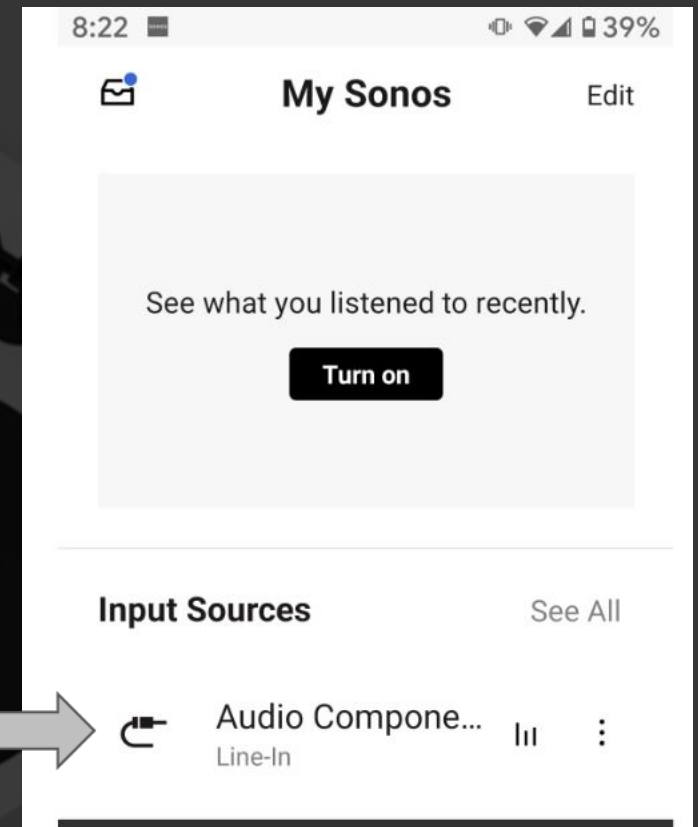 8:22 39%
My Sonos Edit
See what you listened to recently.
Turn on
Input Sources See All
Audio Compone...
Line-In